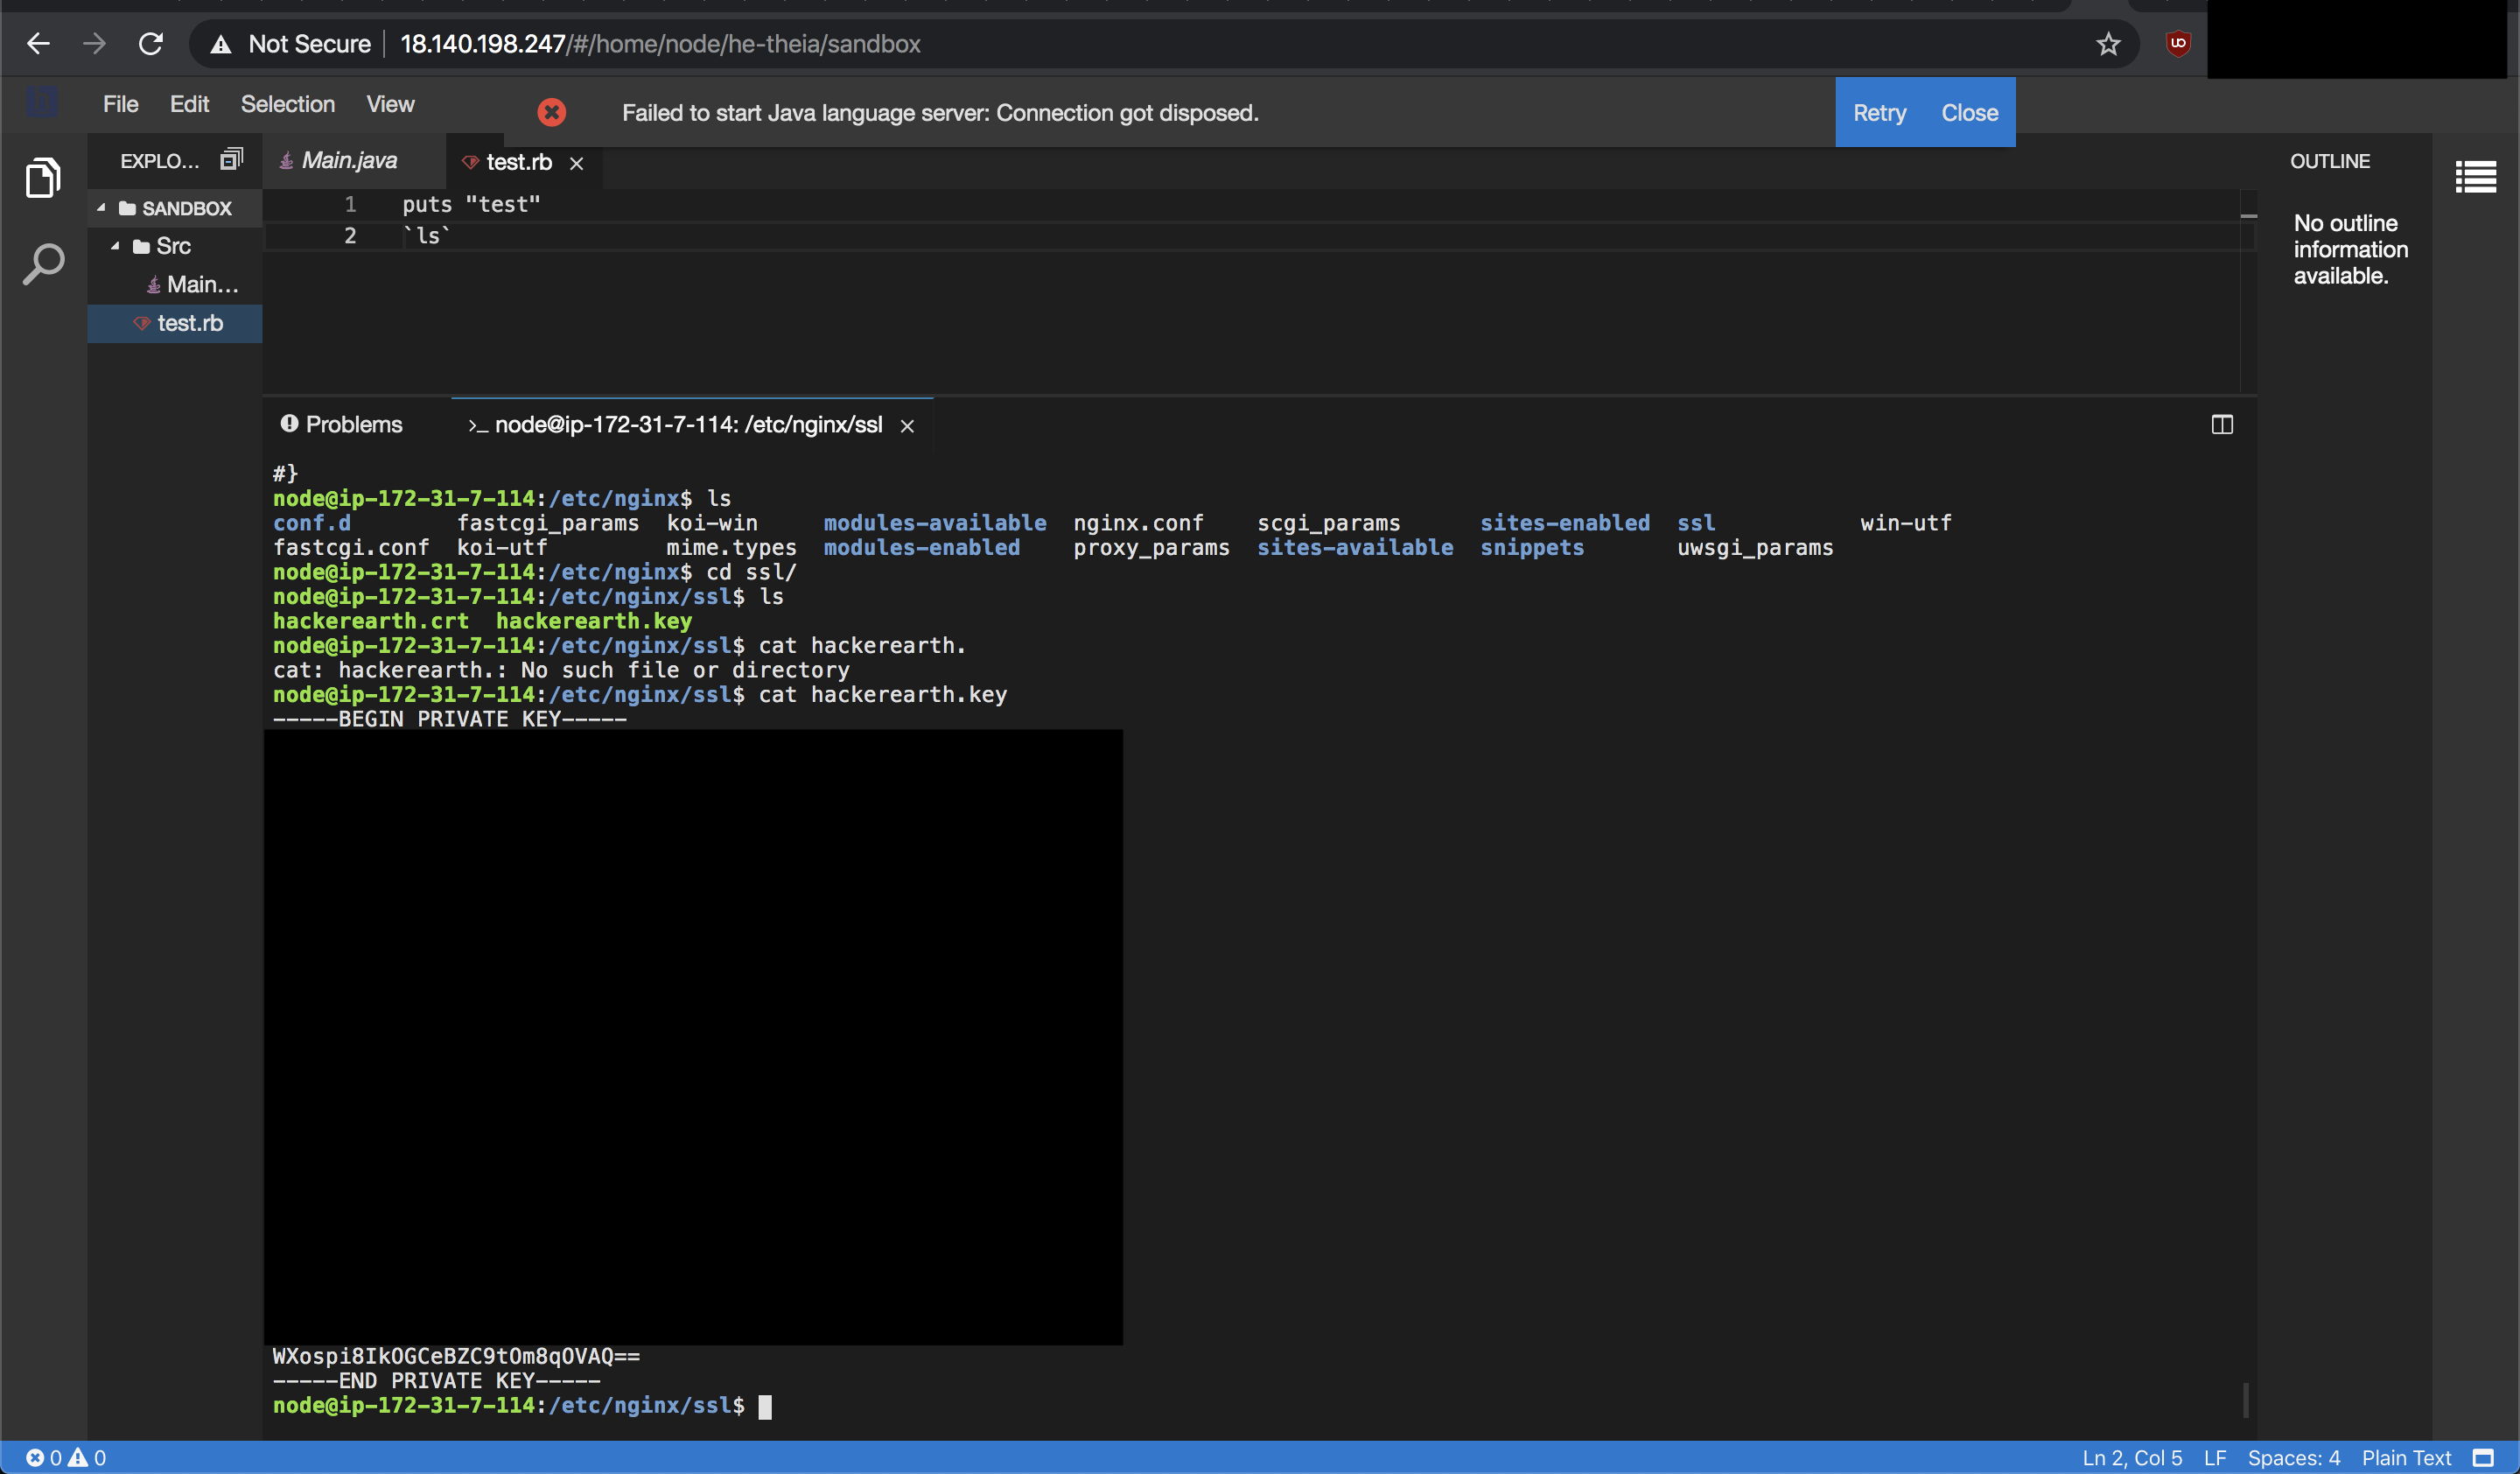 Not Secure 18.140.198.247/#/home/node/he-theia/sandbox
File Edit Selection View
Failed to start Java language server: Connection got disposed.
Retry Close
EXPLO...
Main.java
test.rb
OUTLINE
SANDBOX
Src
Main...
test.rb
1 puts "test"
2 `ls`
No outline
information
available.
Problems
>_ node@ip-172-31-7-114: /etc/nginx/ssl
#}
node@ip-172-31-7-114:/etc/nginx$ ls
conf.d fastcgi_params koi-win modules-available nginx.conf scgi_params sites-enabled ssl win-utf
fastcgi.conf koi-utf mime.types modules-enabled proxy_params sites-available snippets uwsgi_params
node@ip-172-31-7-114:/etc/nginx$ cd ssl/
node@ip-172-31-7-114:/etc/nginx/ssl$ ls
hackerearth.crt hackerearth.key
node@ip-172-31-7-114:/etc/nginx/ssl$ cat hackerearth.
cat: hackerearth.: No such file or directory
node@ip-172-31-7-114:/etc/nginx/ssl$ cat hackerearth.key
-----BEGIN PRIVATE KEY-----
WXospi8IkOGCeBZC9tOm8qOVAQ==
-----END PRIVATE KEY-----
node@ip-172-31-7-114:/etc/nginx/ssl$
0 0
Ln 2, Col 5 LF Spaces: 4 Plain Text